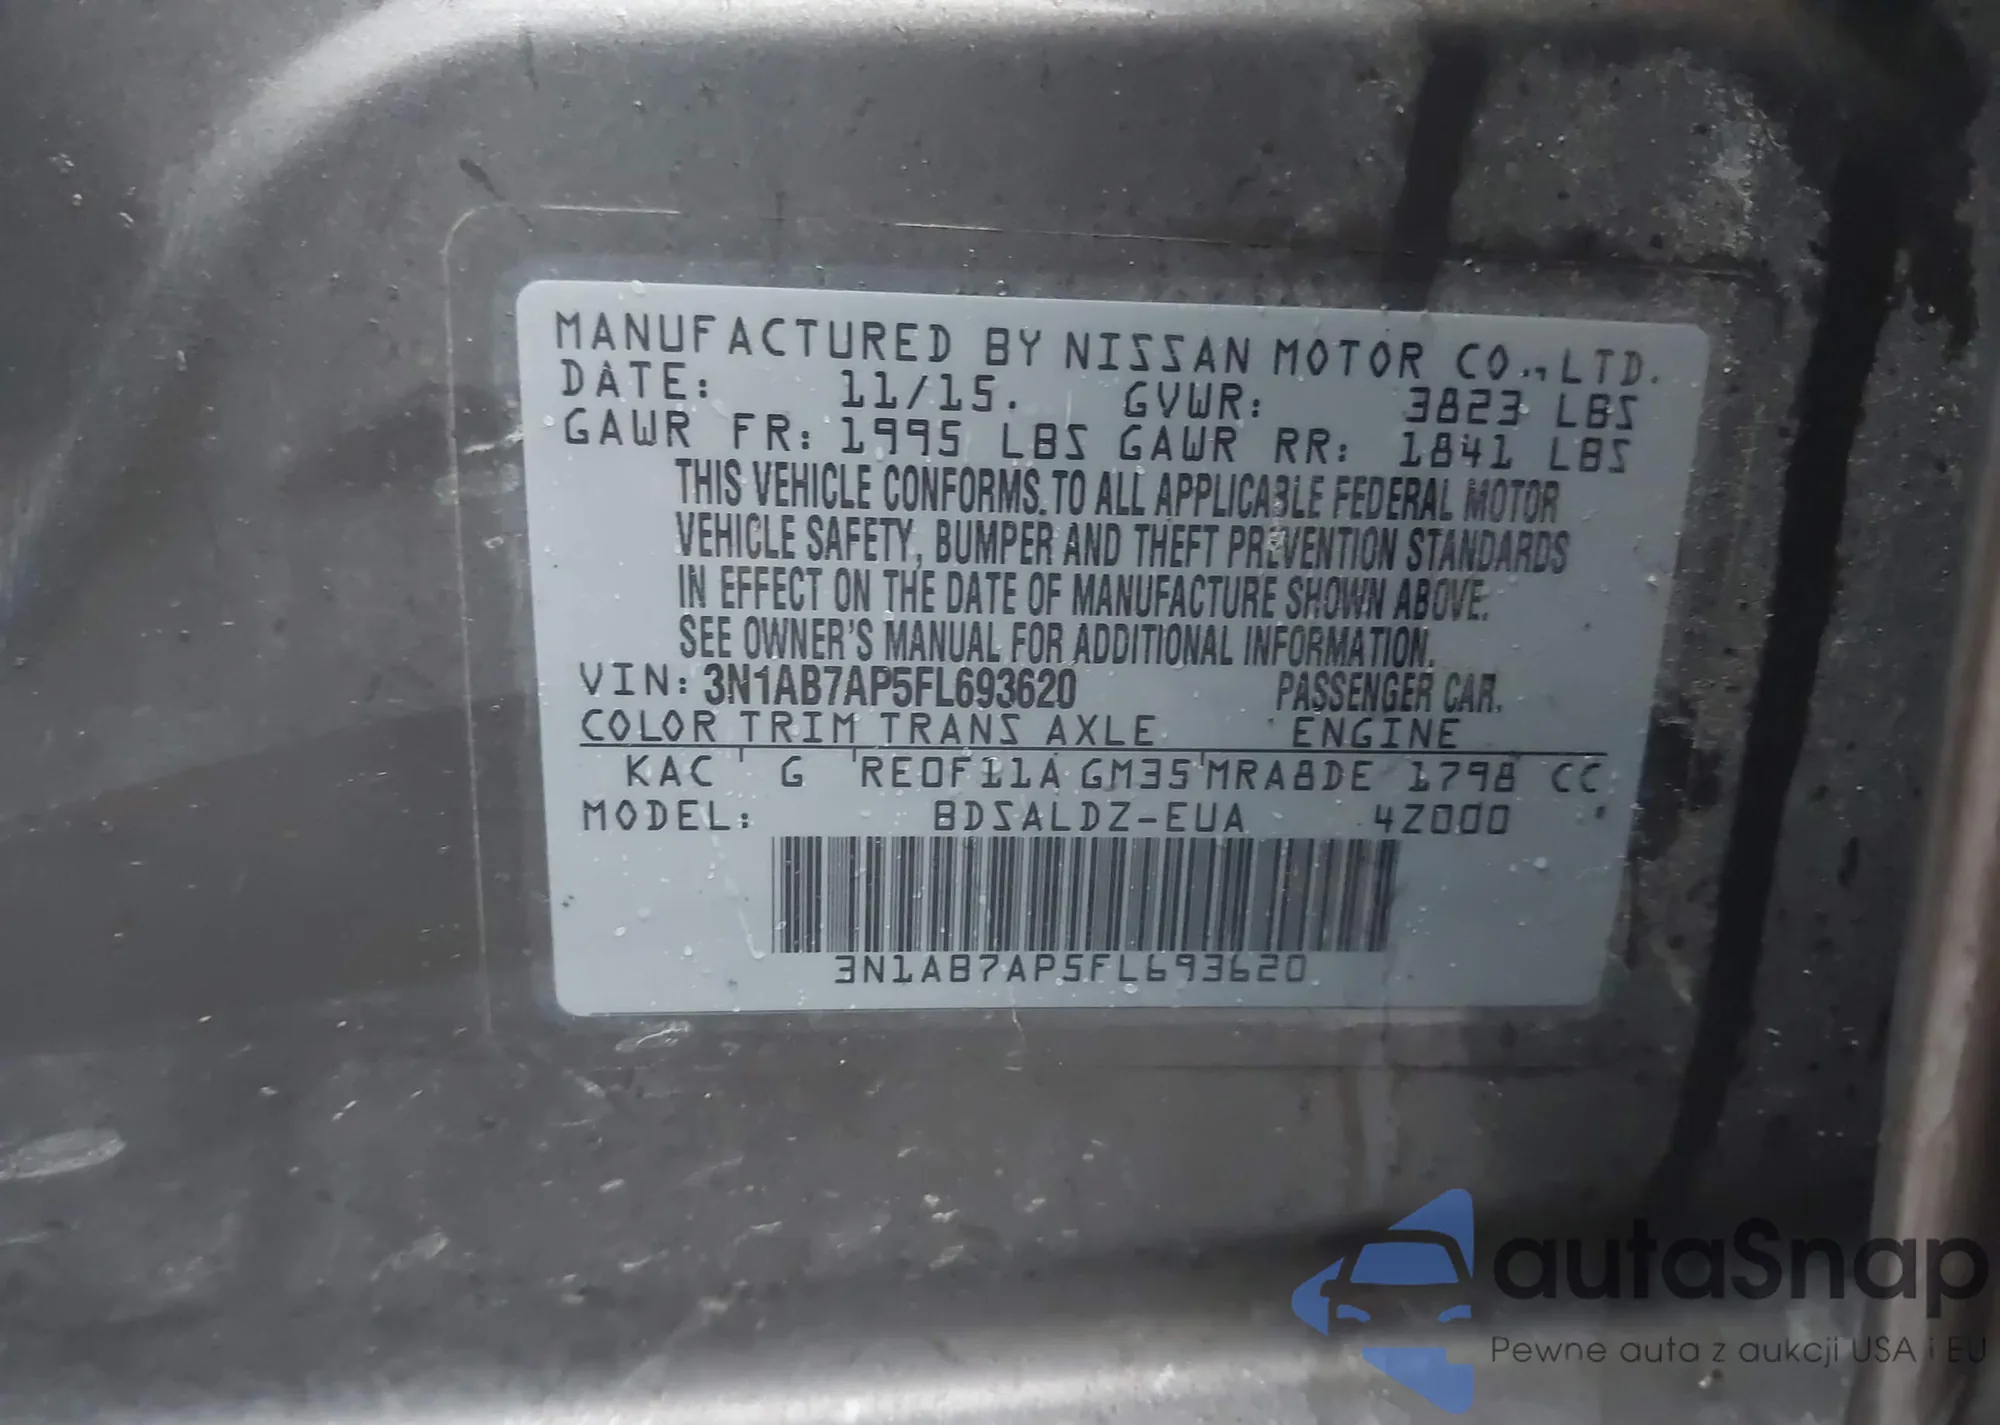 MANUFACTURED BY NISSAN MOTOR CO., LTD.
DATE: 11/15. GVWR: 3823 LBS
GAWR FR: 1995 LBS GAWR RR: 1841 LBS
THIS VEHICLE CONFORMS TO ALL APPLICABLE FEDERAL MOTOR
VEHICLE SAFETY, BUMPER AND THEFT PREVENTION STANDARDS
IN EFFECT ON THE DATE OF MANUFACTURE SHOWN ABOVE.
SEE OWNER'S MANUAL FOR ADDITIONAL INFORMATION.
VIN: 3N1AB7AP5FL693620 PASSENGER CAR.
COLOR TRIM TRANS AXLE ENGINE
KAC G RE0F11A GM35 MRA8DE 1798 CC
MODEL: BDSALDZ-EUA 4Z000
3N1AB7AP5FL693620
autaSnap
Pewne auta z aukcji USA i EU